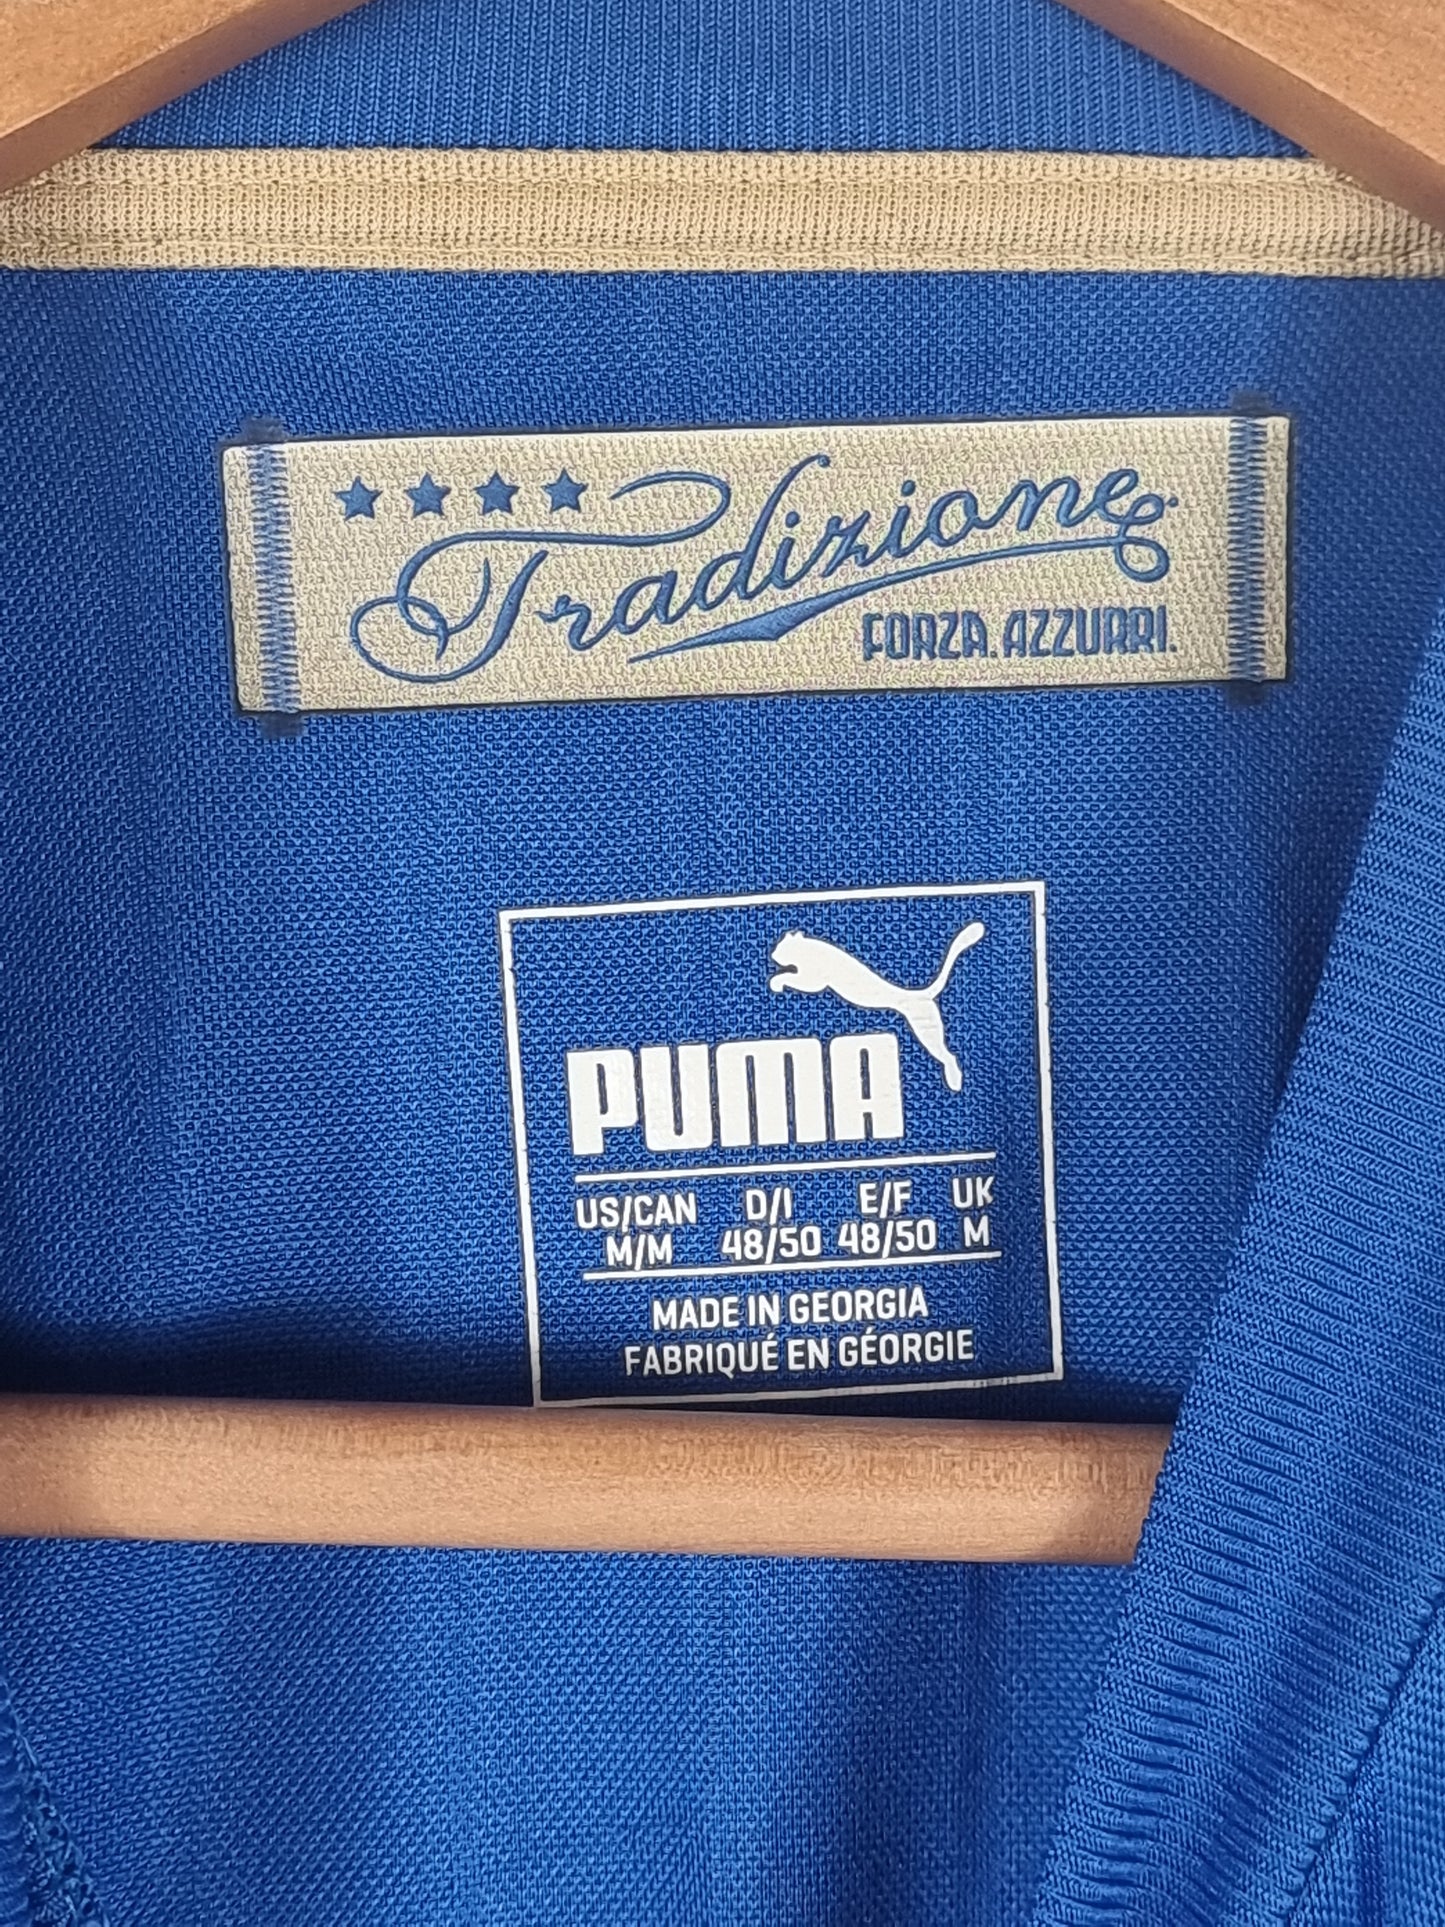 Tradizione
FORZA.AZZURRI.
PUMA
US/CAN D/I E/F UK
M/M 48/50 48/50 M
MADE IN GEORGIA
FABRIQUÉ EN GÉORGIE